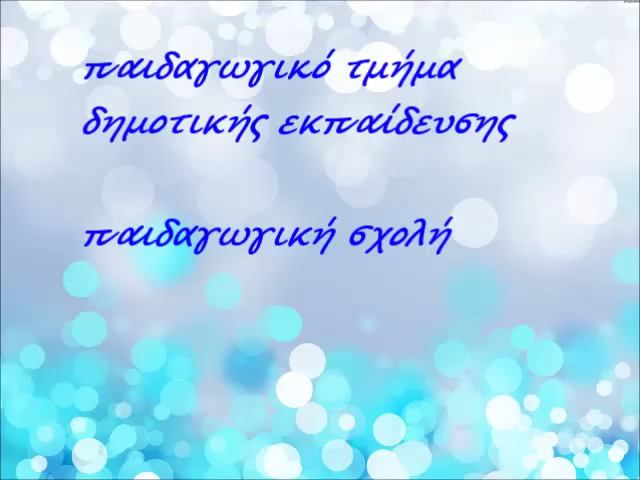 παιδαγωγικό τμήμα
δημοτικής εκπαίδευσης
παιδαγωγική σχολή